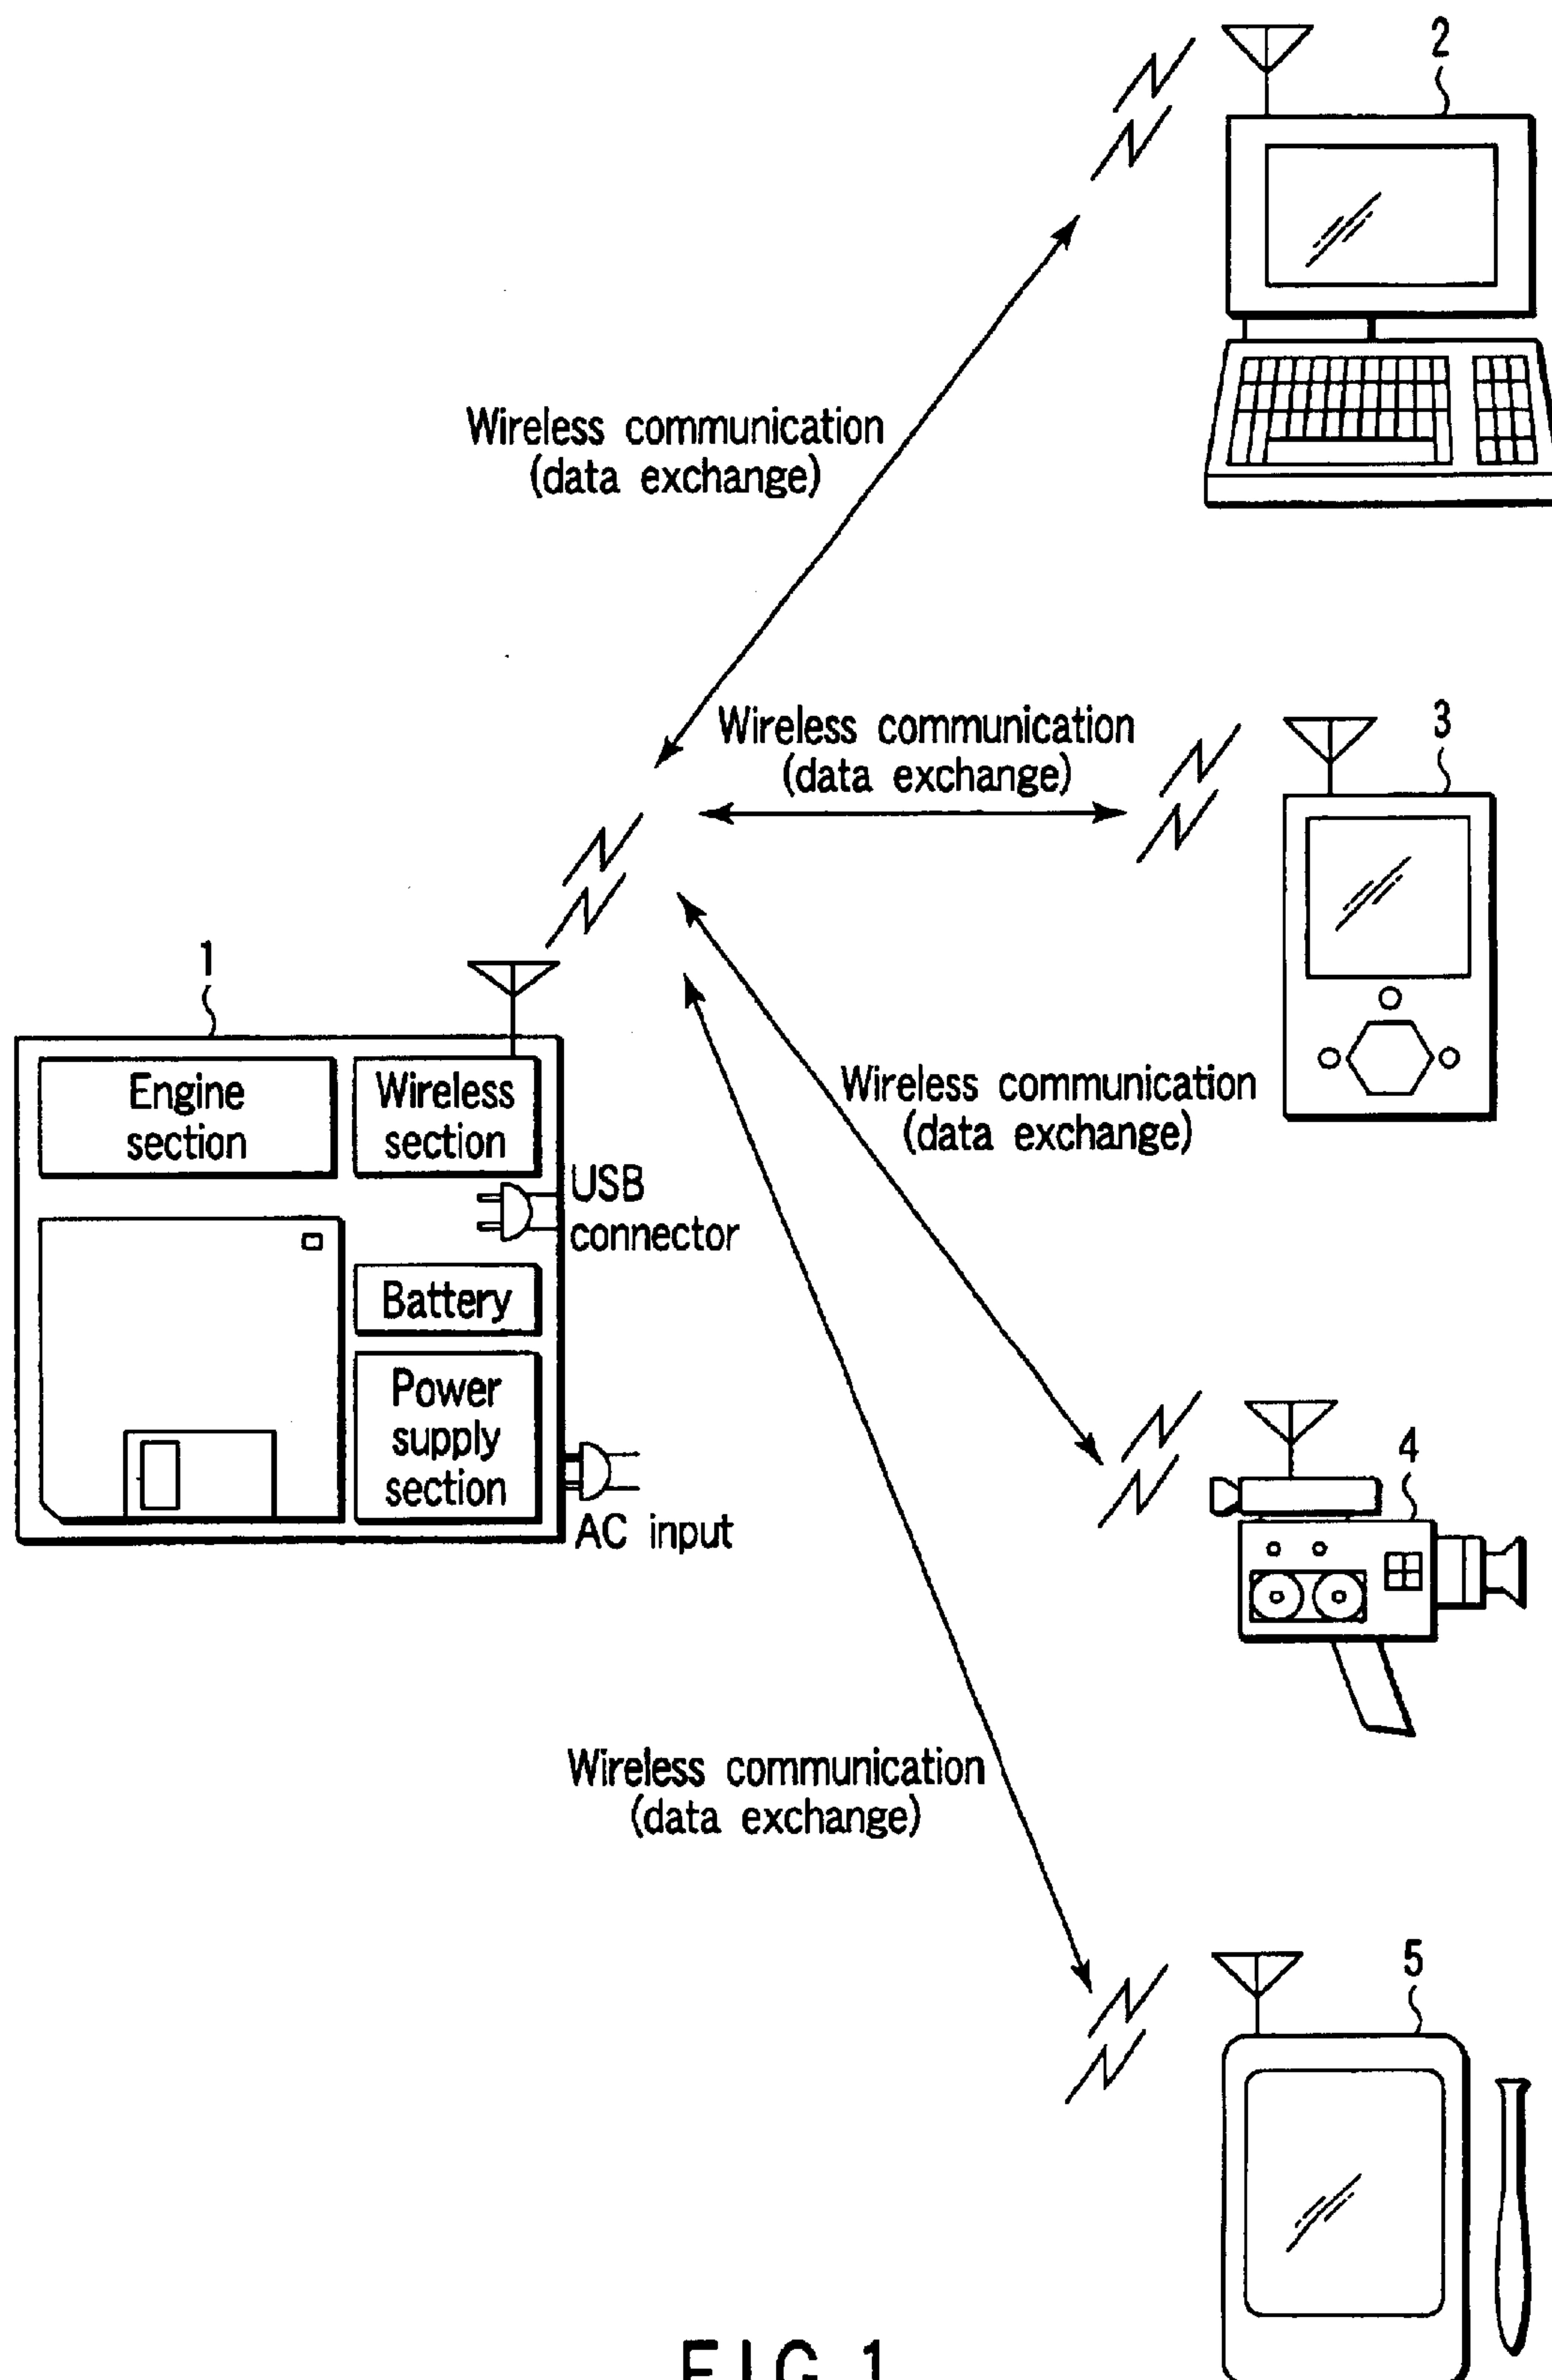 2
Wireless communication
(data exchange)
Wireless communication
(data exchange)
3
1
Engine
section
Wireless
section
Wireless communication
(data exchange)
USB
connector
Battery
Power
supply
section
AC input
4
Wireless communication
(data exchange)
5
FIG. 1